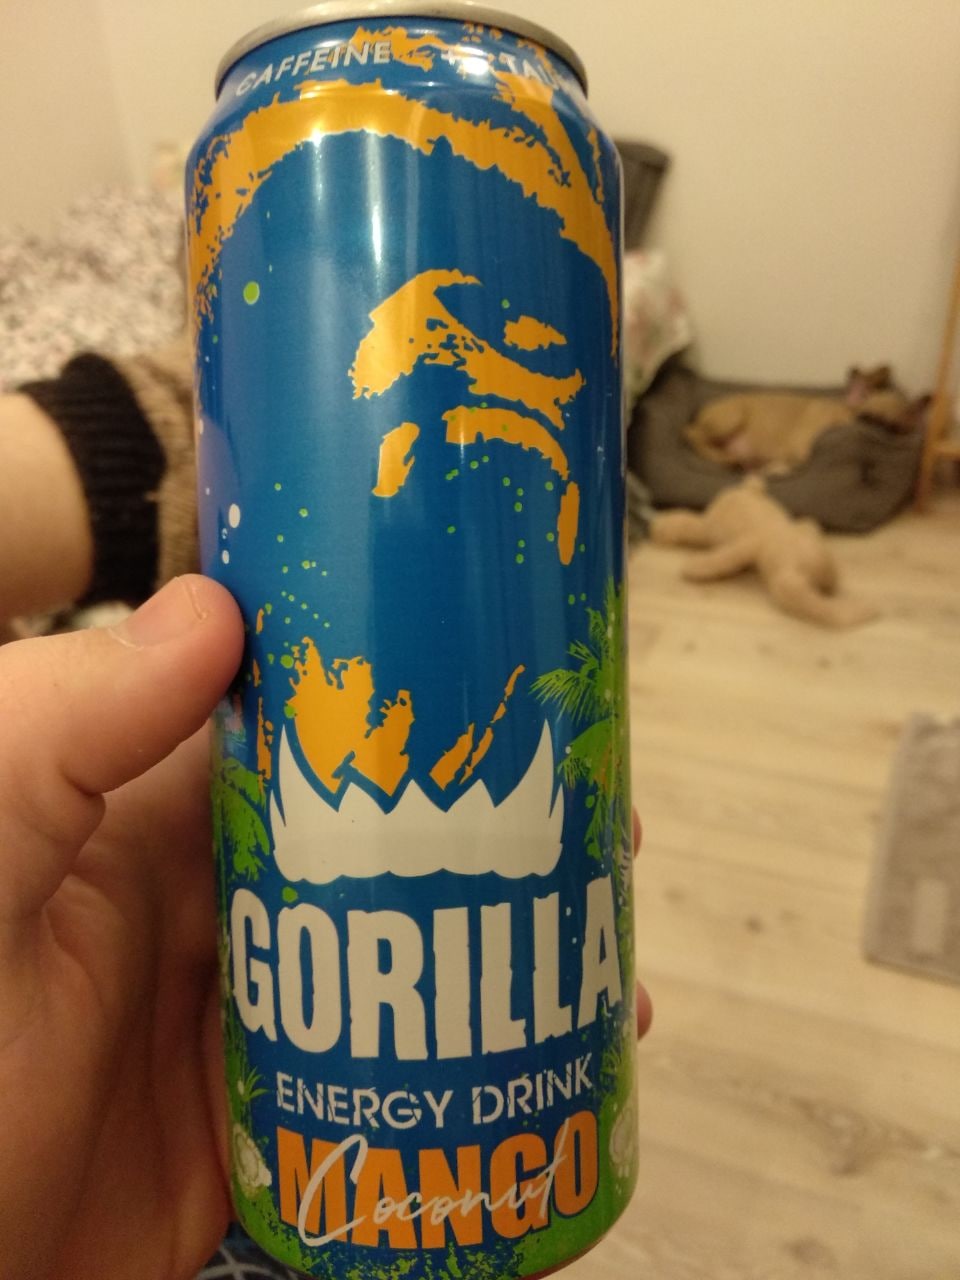 CAFFEINE +
GORILLA
ENERGY DRINK
MANGO
Coconut